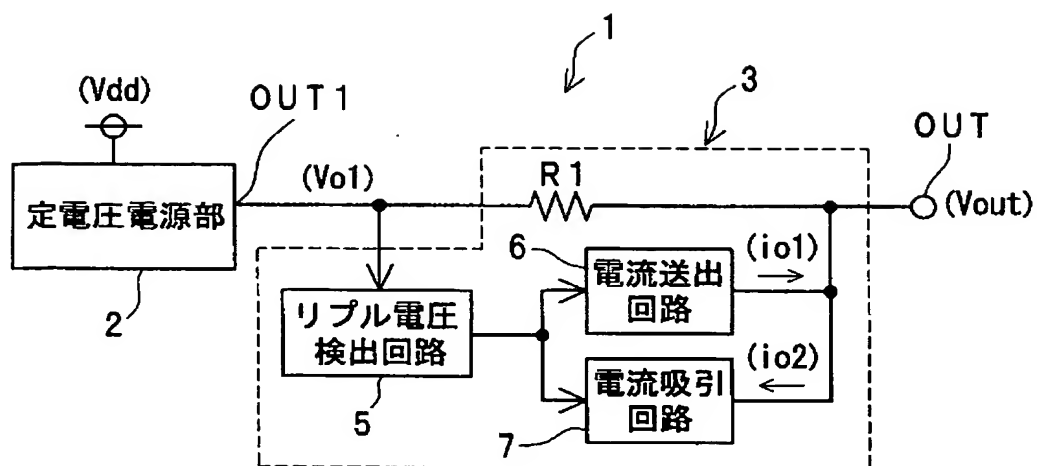 1
(Vdd)
OUT1
3
OUT
定電圧電源部
(Vo1)
R1
(Vout)
2
6
電流送出
回路
(io1)
リプル電圧
検出回路
5
電流吸引
回路
(io2)
7